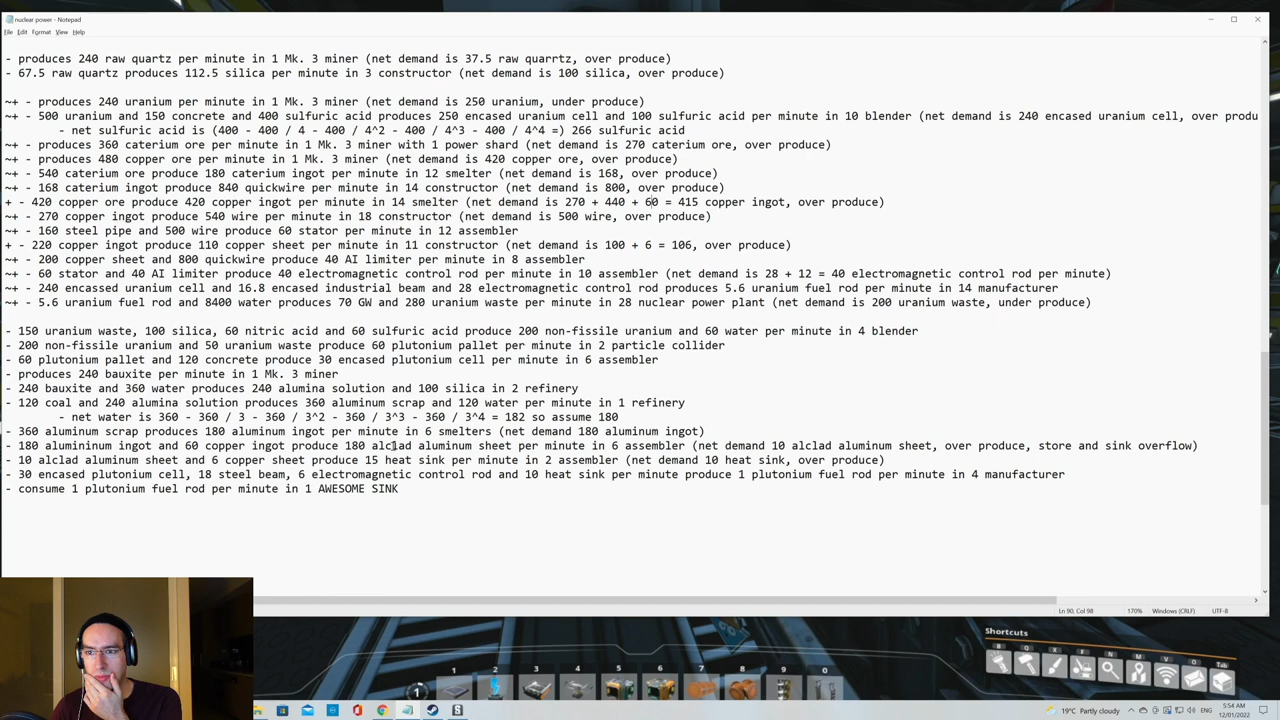 nuclear power - Notepad
File Edit Format View Help
- produces 240 raw quartz per minute in 1 Mk. 3 miner (net demand is 37.5 raw quarrtz, over produce)
- 67.5 raw quartz produces 112.5 silica per minute in 3 constructor (net demand is 100 silica, over produce)
~+ - produces 240 uranium per minute in 1 Mk. 3 miner (net demand is 250 uranium, under produce)
~+ - 500 uranium and 150 concrete and 400 sulfuric acid produces 250 encased uranium cell and 100 sulfuric acid per minute in 10 blender (net demand is 240 encased uranium cell, over produ
- net sulfuric acid is (400 - 400 / 4 - 400 / 4^2 - 400 / 4^3 - 400 / 4^4 =) 266 sulfuric acid
~+ - produces 360 caterium ore per minute in 1 Mk. 3 miner with 1 power shard (net demand is 270 caterium ore, over produce)
~+ - produces 480 copper ore per minute in 1 Mk. 3 miner (net demand is 420 copper ore, over produce)
~+ - 540 caterium ore produce 180 caterium ingot per minute in 12 smelter (net demand is 168, over produce)
~+ - 168 caterium ingot produce 840 quickwire per minute in 14 constructor (net demand is 800, over produce)
+ - 420 copper ore produce 420 copper ingot per minute in 14 smelter (net demand is 270 + 440 + 60 = 415 copper ingot, over produce)
~+ - 270 copper ingot produce 540 wire per minute in 18 constructor (net demand is 500 wire, over produce)
~+ - 160 steel pipe and 500 wire produce 60 stator per minute in 12 assembler
+ - 220 copper ingot produce 110 copper sheet per minute in 11 constructor (net demand is 100 + 6 = 106, over produce)
~+ - 200 copper sheet and 800 quickwire produce 40 AI limiter per minute in 8 assembler
~+ - 60 stator and 40 AI limiter produce 40 electromagnetic control rod per minute in 10 assembler (net demand is 28 + 12 = 40 electromagnetic control rod per minute)
~+ - 240 encassed uranium cell and 16.8 encased industrial beam and 28 electromagnetic control rod produces 5.6 uranium fuel rod per minute in 14 manufacturer
~+ - 5.6 uranium fuel rod and 8400 water produces 70 GW and 280 uranium waste per minute in 28 nuclear power plant (net demand is 200 uranium waste, under produce)
- 150 uranium waste, 100 silica, 60 nitric acid and 60 sulfuric acid produce 200 non-fissile uranium and 60 water per minute in 4 blender
- 200 non-fissile uranium and 50 uranium waste produce 60 plutonium pallet per minute in 2 particle collider
- 60 plutonium pallet and 120 concrete produce 30 encased plutonium cell per minute in 6 assembler
- produces 240 bauxite per minute in 1 Mk. 3 miner
- 240 bauxite and 360 water produces 240 alumina solution and 100 silica in 2 refinery
- 120 coal and 240 alumina solution produces 360 aluminum scrap and 120 water per minute in 1 refinery
- net water is 360 - 360 / 3 - 360 / 3^2 - 360 / 3^3 - 360 / 3^4 = 182 so assume 180
- 360 aluminum scrap produces 180 aluminum ingot per minute in 6 smelters (net demand 180 aluminum ingot)
- 180 alumininum ingot and 60 copper ingot produce 180 alclad aluminum sheet per minute in 6 assembler (net demand 10 alclad aluminum sheet, over produce, store and sink overflow)
- 10 alclad aluminum sheet and 6 copper sheet produce 15 heat sink per minute in 2 assembler (net demand 10 heat sink, over produce)
- 30 encased plutonium cell, 18 steel beam, 6 electromagnetic control rod and 10 heat sink per minute produce 1 plutonium fuel rod per minute in 4 manufacturer
- consume 1 plutonium fuel rod per minute in 1 AWESOME SINK
Ln 90, Col 98 170% Windows (CRLF) UTF-8
Shortcuts
B Q X F N M V O Tab
1 2 3 4 5 6 7 8 9 0
1
19°C Partly cloudy ENG 5:54 AM
12/01/2022